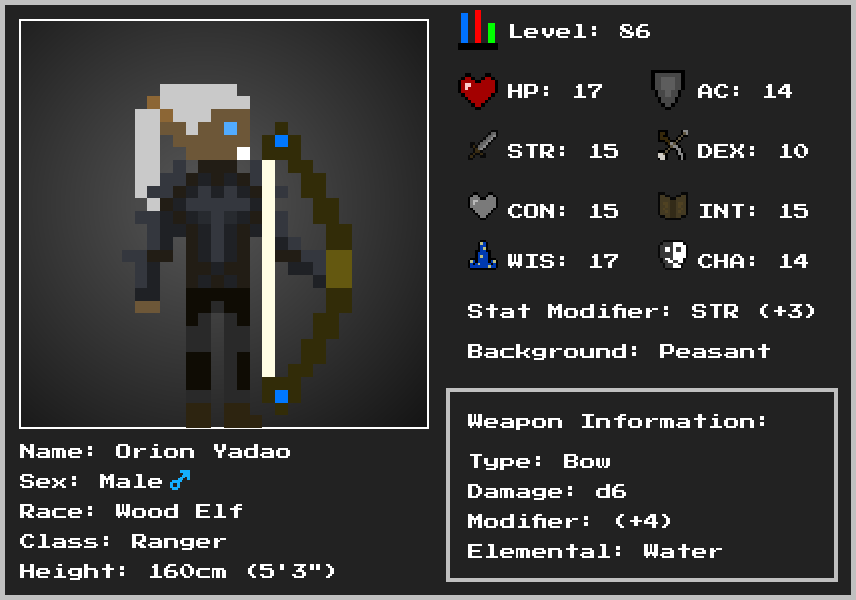 Level: 86
HP: 17
AC: 14
STR: 15
DEX: 10
CON: 15
INT: 15
WIS: 17
CHA: 14
Stat Modifier: STR (+3)
Background: Peasant
Name: Orion Yadao
Sex: Male ♂
Race: Wood Elf
Class: Ranger
Height: 160cm (5'3")
Weapon Information:
Type: Bow
Damage: d6
Modifier: (+4)
Elemental: Water